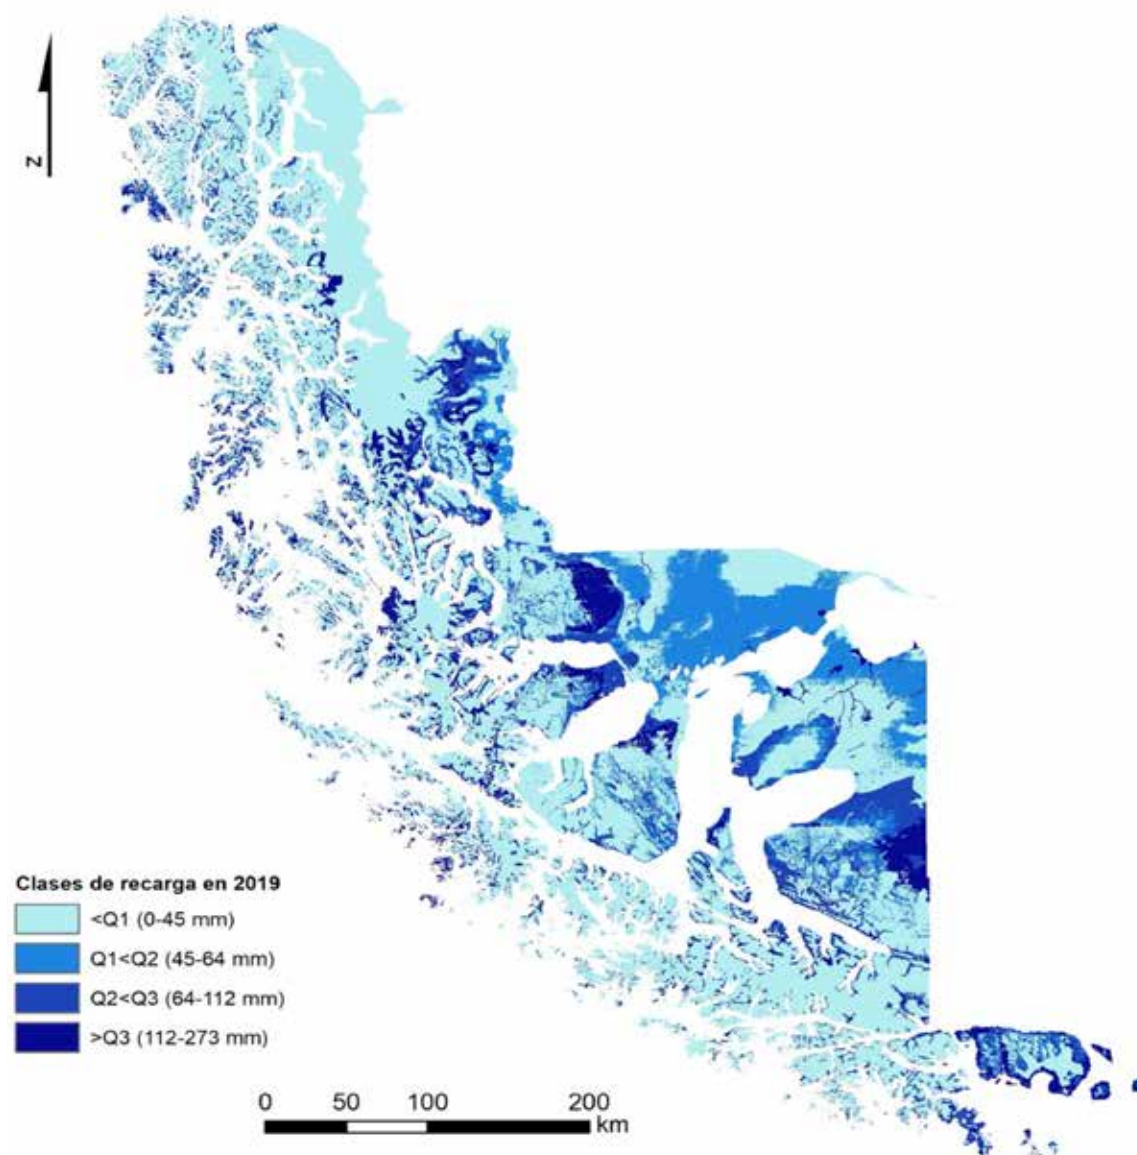 N
Clases de recarga en 2019
<Q1 (0-45 mm)
Q1<Q2 (45-64 mm)
Q2<Q3 (64-112 mm)
>Q3 (112-273 mm)
0 50 100 200
km